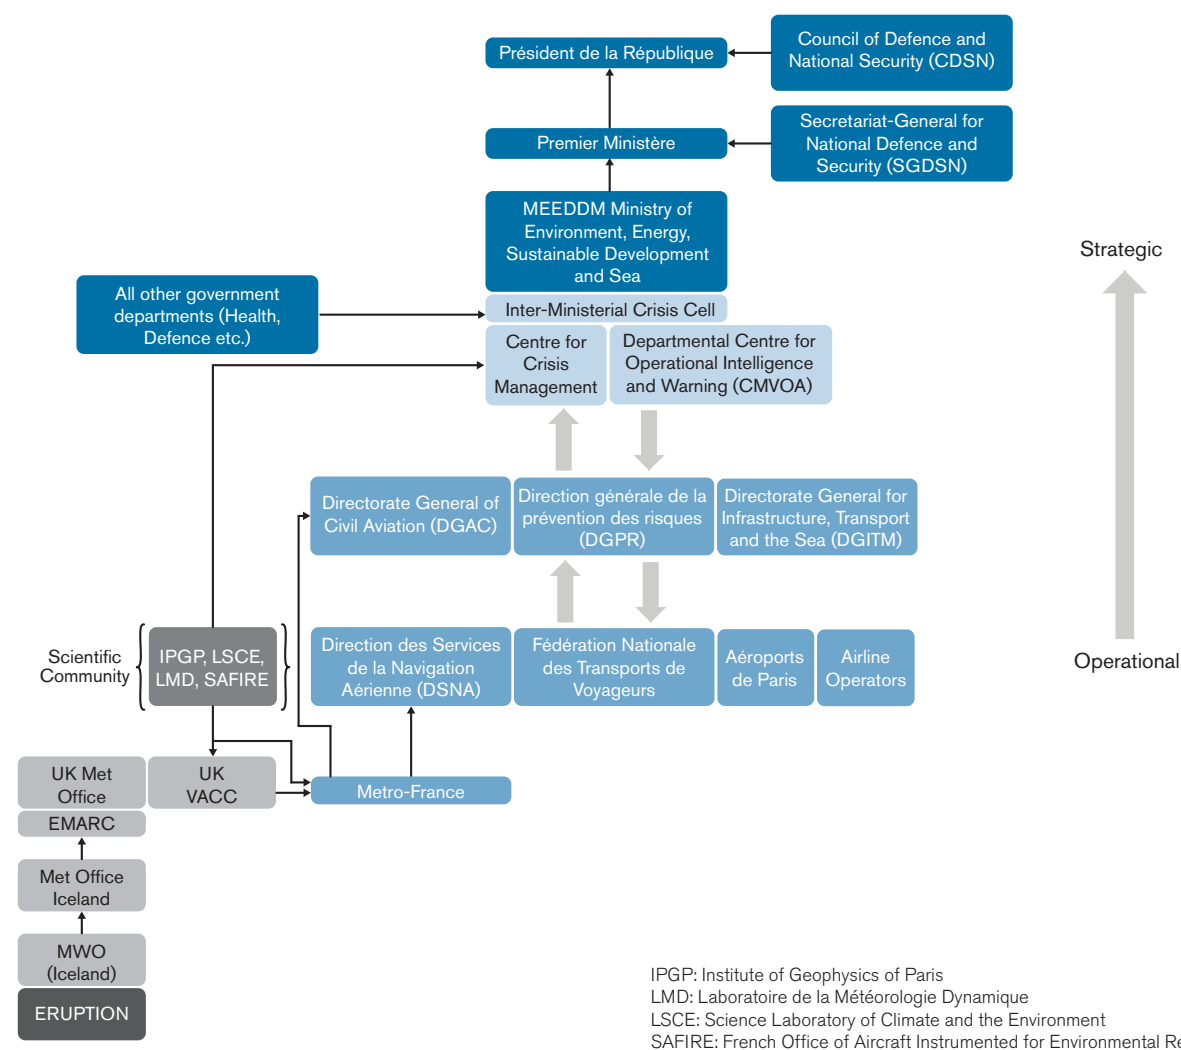 Président de la République
Council of Defence and
National Security (CDSN)
Premier Ministère
Secretariat-General for
National Defence and
Security (SGDSN)
MEEDDM Ministry of
Environment, Energy,
Sustainable Development
and Sea
Strategic
All other government
departments (Health,
Defence etc.)
Inter-Ministerial Crisis Cell
Centre for
Crisis
Management
Departmental Centre for
Operational Intelligence
and Warning (CMVOA)
Directorate General of
Civil Aviation (DGAC)
Direction générale de la
prévention des risques
(DGPR)
Directorate General for
Infrastructure, Transport
and the Sea (DGITM)
Scientific
Community
IPGP, LSCE,
LMD, SAFIRE
Direction des Services
de la Navigation
Aérienne (DSNA)
Fédération Nationale
des Transports de
Voyageurs
Aéroports
de Paris
Airline
Operators
Operational
UK Met
Office
UK
VACC
Metro-France
EMARC
Met Office
Iceland
MWO
(Iceland)
ERUPTION
IPGP: Institute of Geophysics of Paris
LMD: Laboratoire de la Météorologie Dynamique
LSCE: Science Laboratory of Climate and the Environment
SAFIRE: French Office of Aircraft Instrumented for Environmental